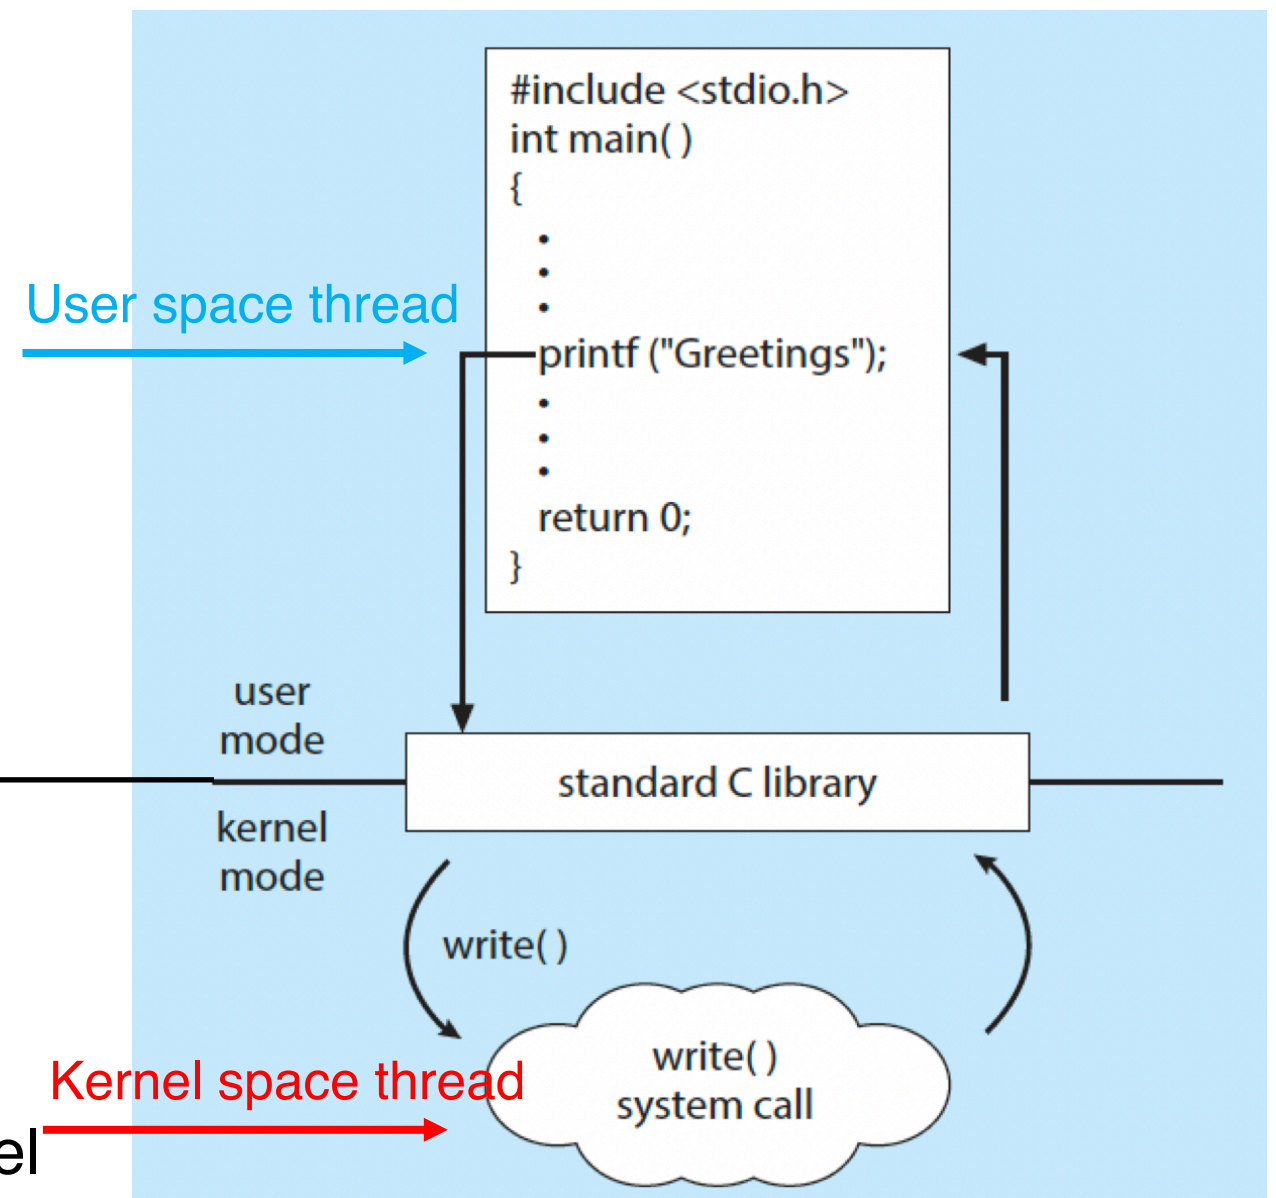 #include <stdio.h>
int main( )
{
•
•
•
User space thread
printf ("Greetings");
•
•
•
return 0;
}
user
mode
standard C library
kernel
mode
write( )
write( )
system call
Kernel space thread
el